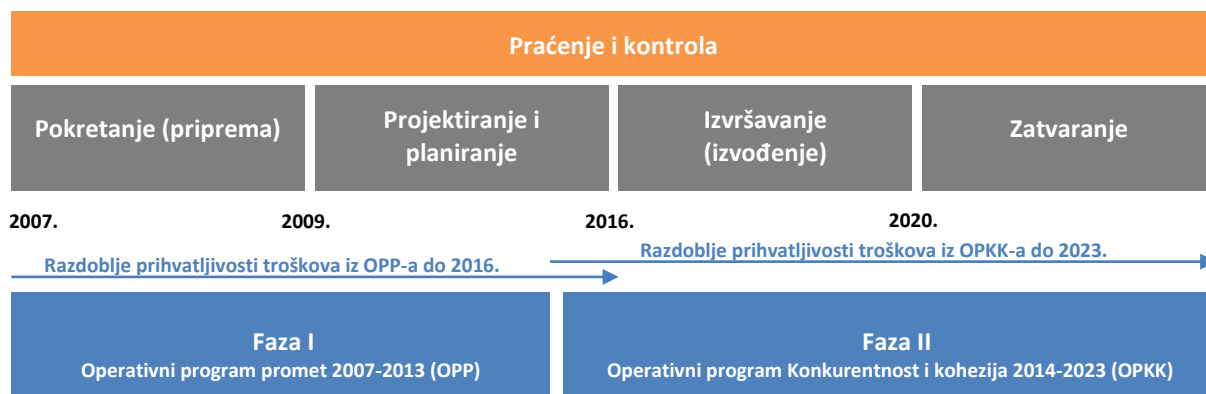 Praćenje i kontrola
Pokretanje (priprema)
Projektiranje i
planiranje
Izvršavanje
(izvođenje)
Zatvaranje
2007.
2009.
2016.
2020.
Razdoblje prihvatljivosti troškova iz OPP-a do 2016.
Razdoblje prihvatljivosti troškova iz OPKK-a do 2023.
Faza I
Operativni program promet 2007-2013 (OPP)
Faza II
Operativni program Konkurentnost i kohezija 2014-2023 (OPKK)